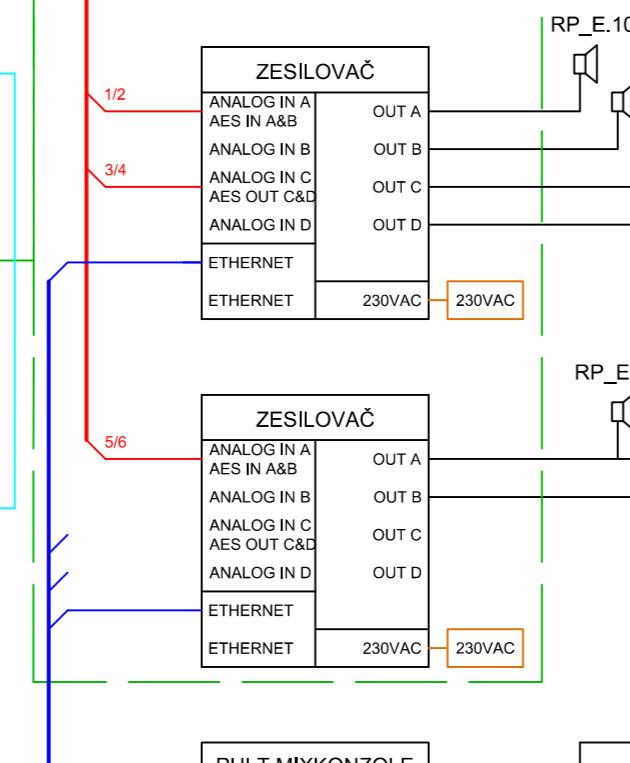 RP_E.10
ZESILOVAČ
1/2
ANALOG IN A
AES IN A&B
OUT A
ANALOG IN B
OUT B
3/4
ANALOG IN C
AES OUT C&D
OUT C
ANALOG IN D
OUT D
ETHERNET
ETHERNET
230VAC
230VAC
RP_E
ZESILOVAČ
5/6
ANALOG IN A
AES IN A&B
OUT A
ANALOG IN B
OUT B
ANALOG IN C
AES OUT C&D
OUT C
ANALOG IN D
OUT D
ETHERNET
ETHERNET
230VAC
230VAC
PULT MIXKONZOLE